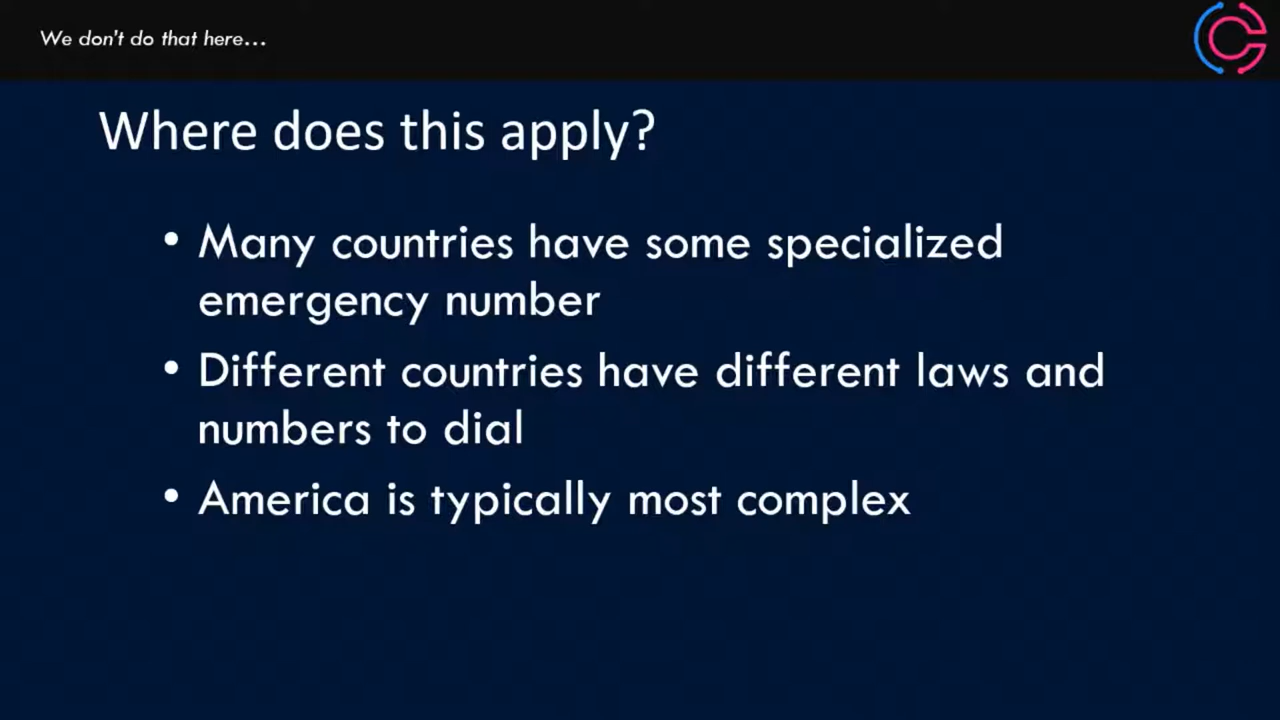 We don't do that here...
Where does this apply?
• Many countries have some specialized
emergency number
• Different countries have different laws and
numbers to dial
• America is typically most complex